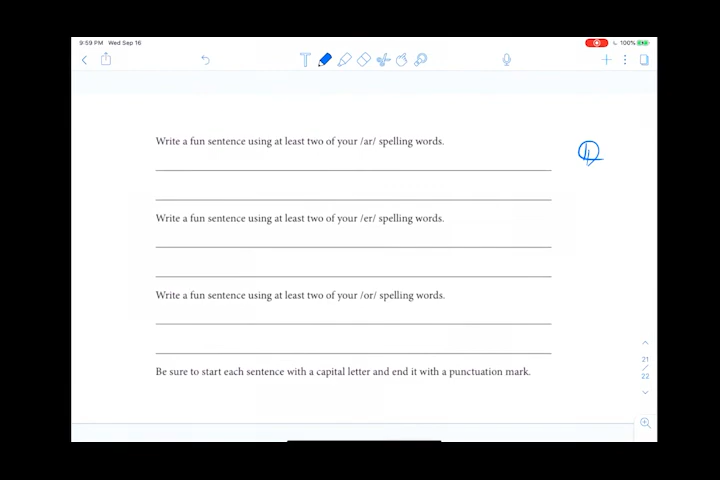 9:59 PM Wed Sep 16
100%
T
Write a fun sentence using at least two of your /ar/ spelling words.
Write a fun sentence using at least two of your /er/ spelling words.
Write a fun sentence using at least two of your /or/ spelling words.
21
/
22
Be sure to start each sentence with a capital letter and end it with a punctuation mark.